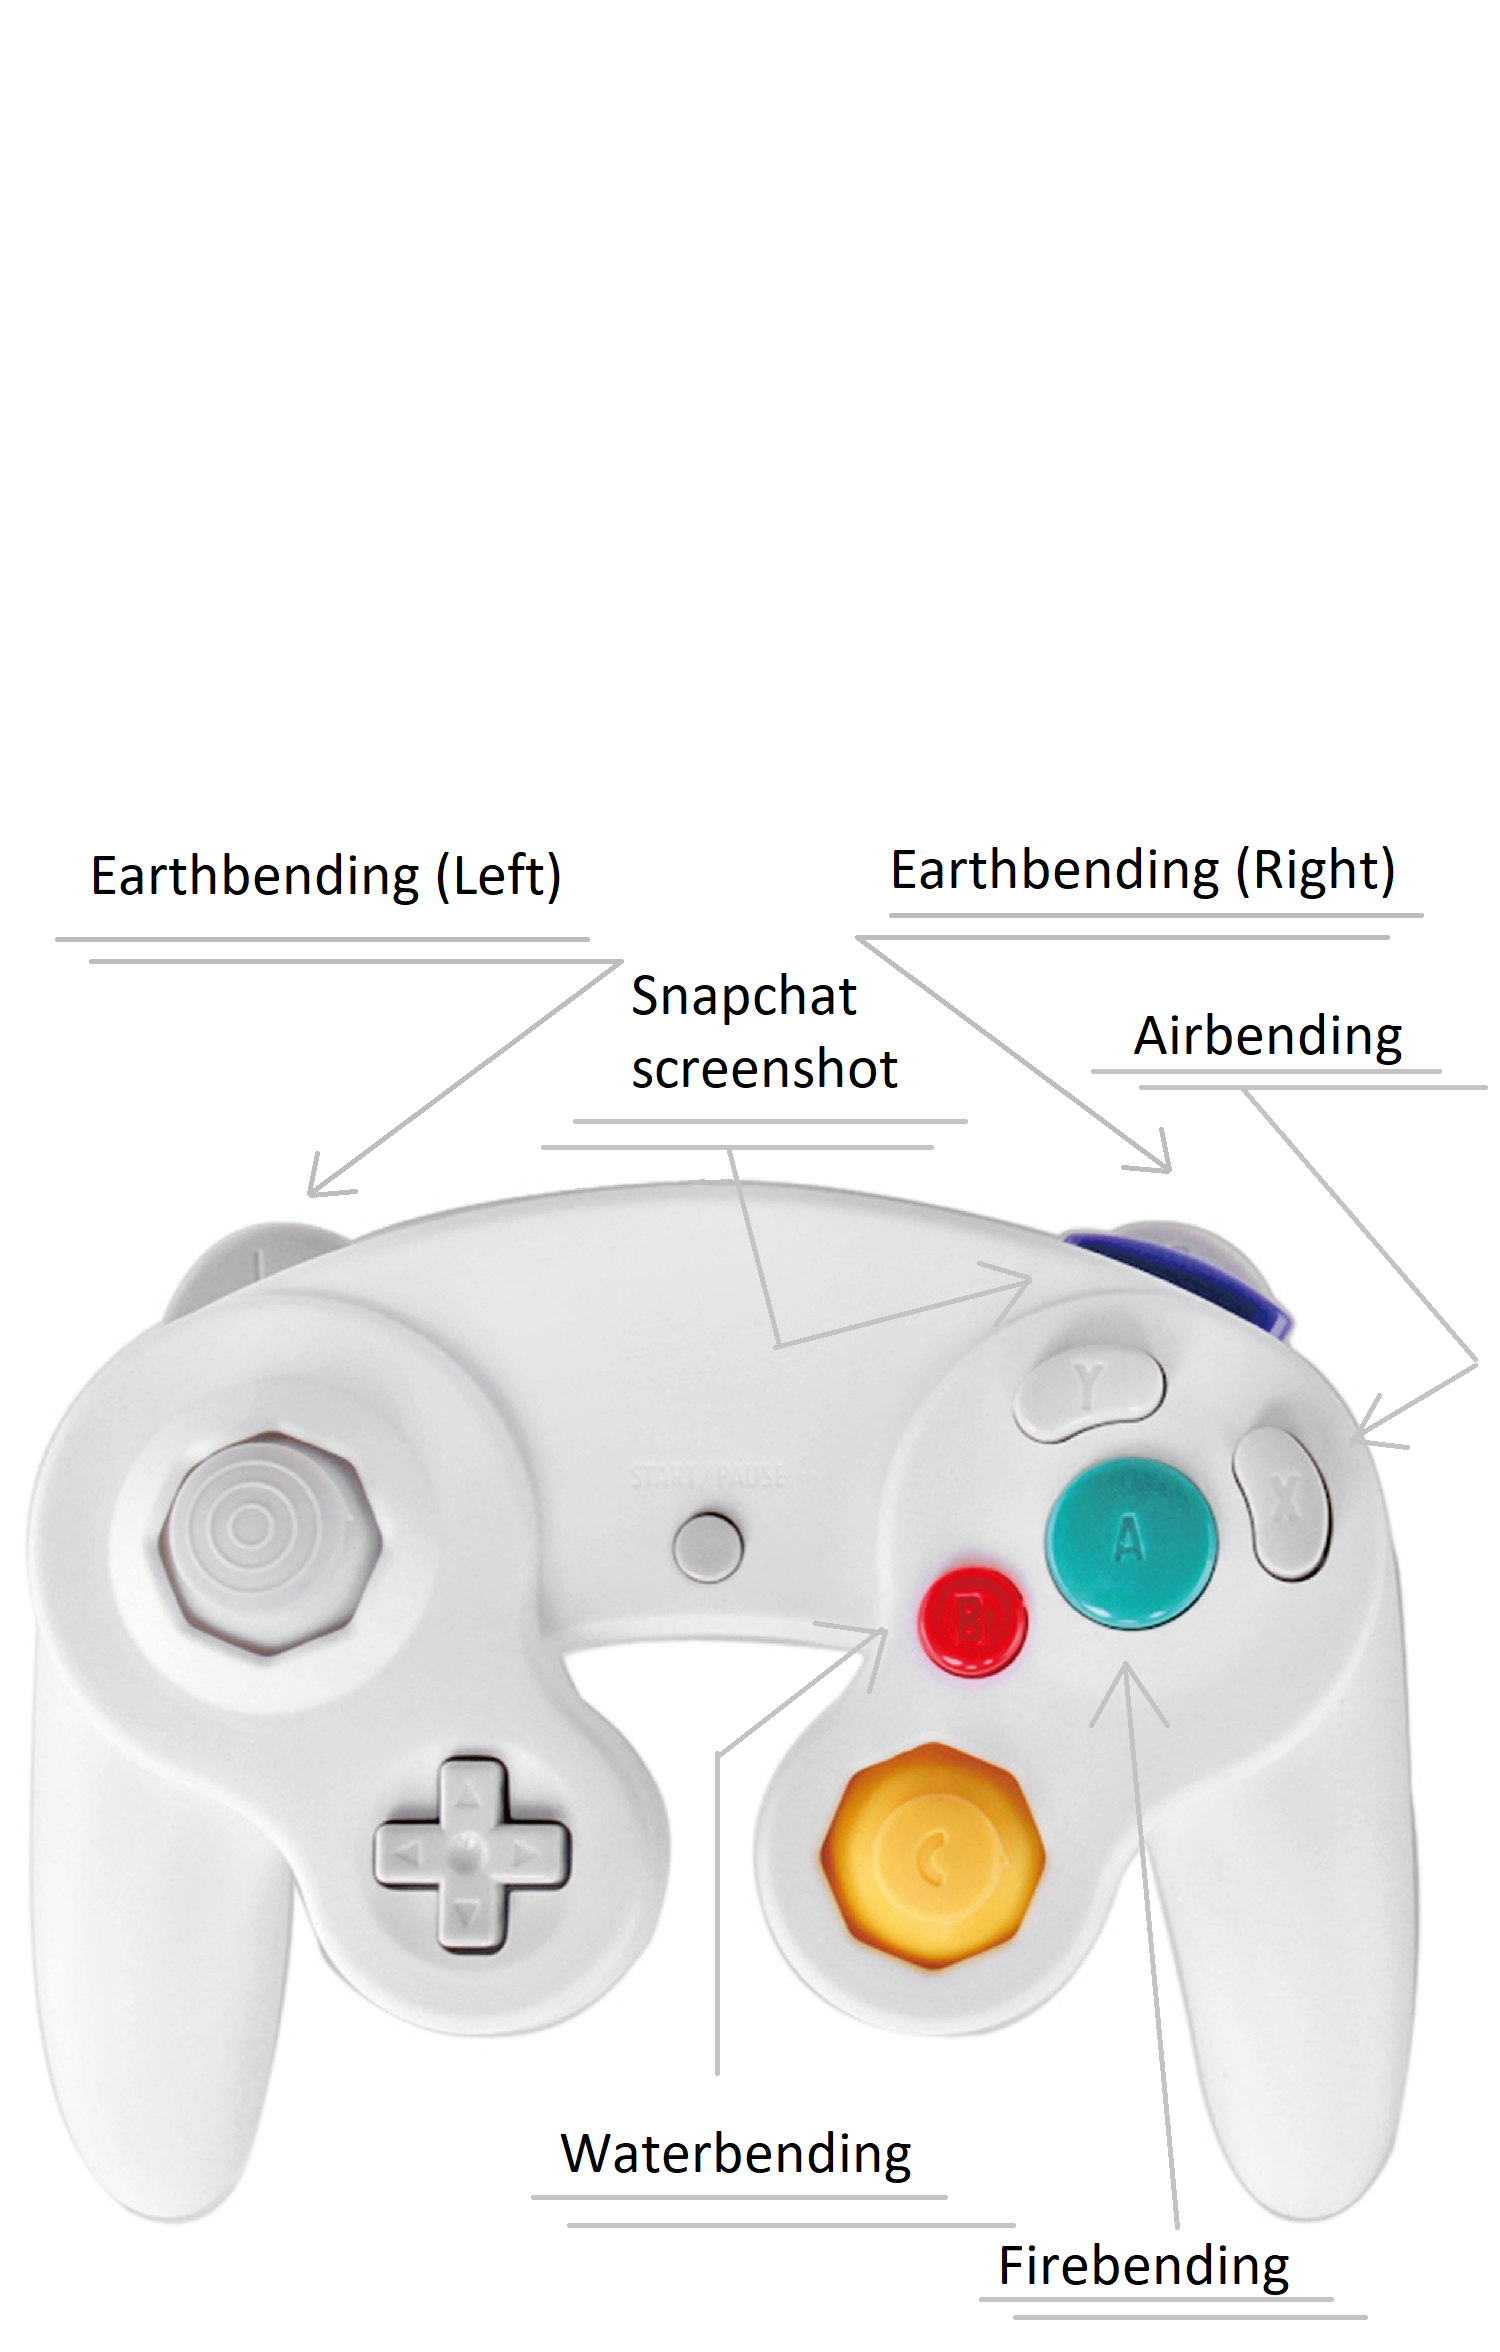 Earthbending (Left)
Earthbending (Right)
Snapchat
screenshot
Airbending
Y
X
A
B
START/PAUSE
C
Waterbending
Firebending